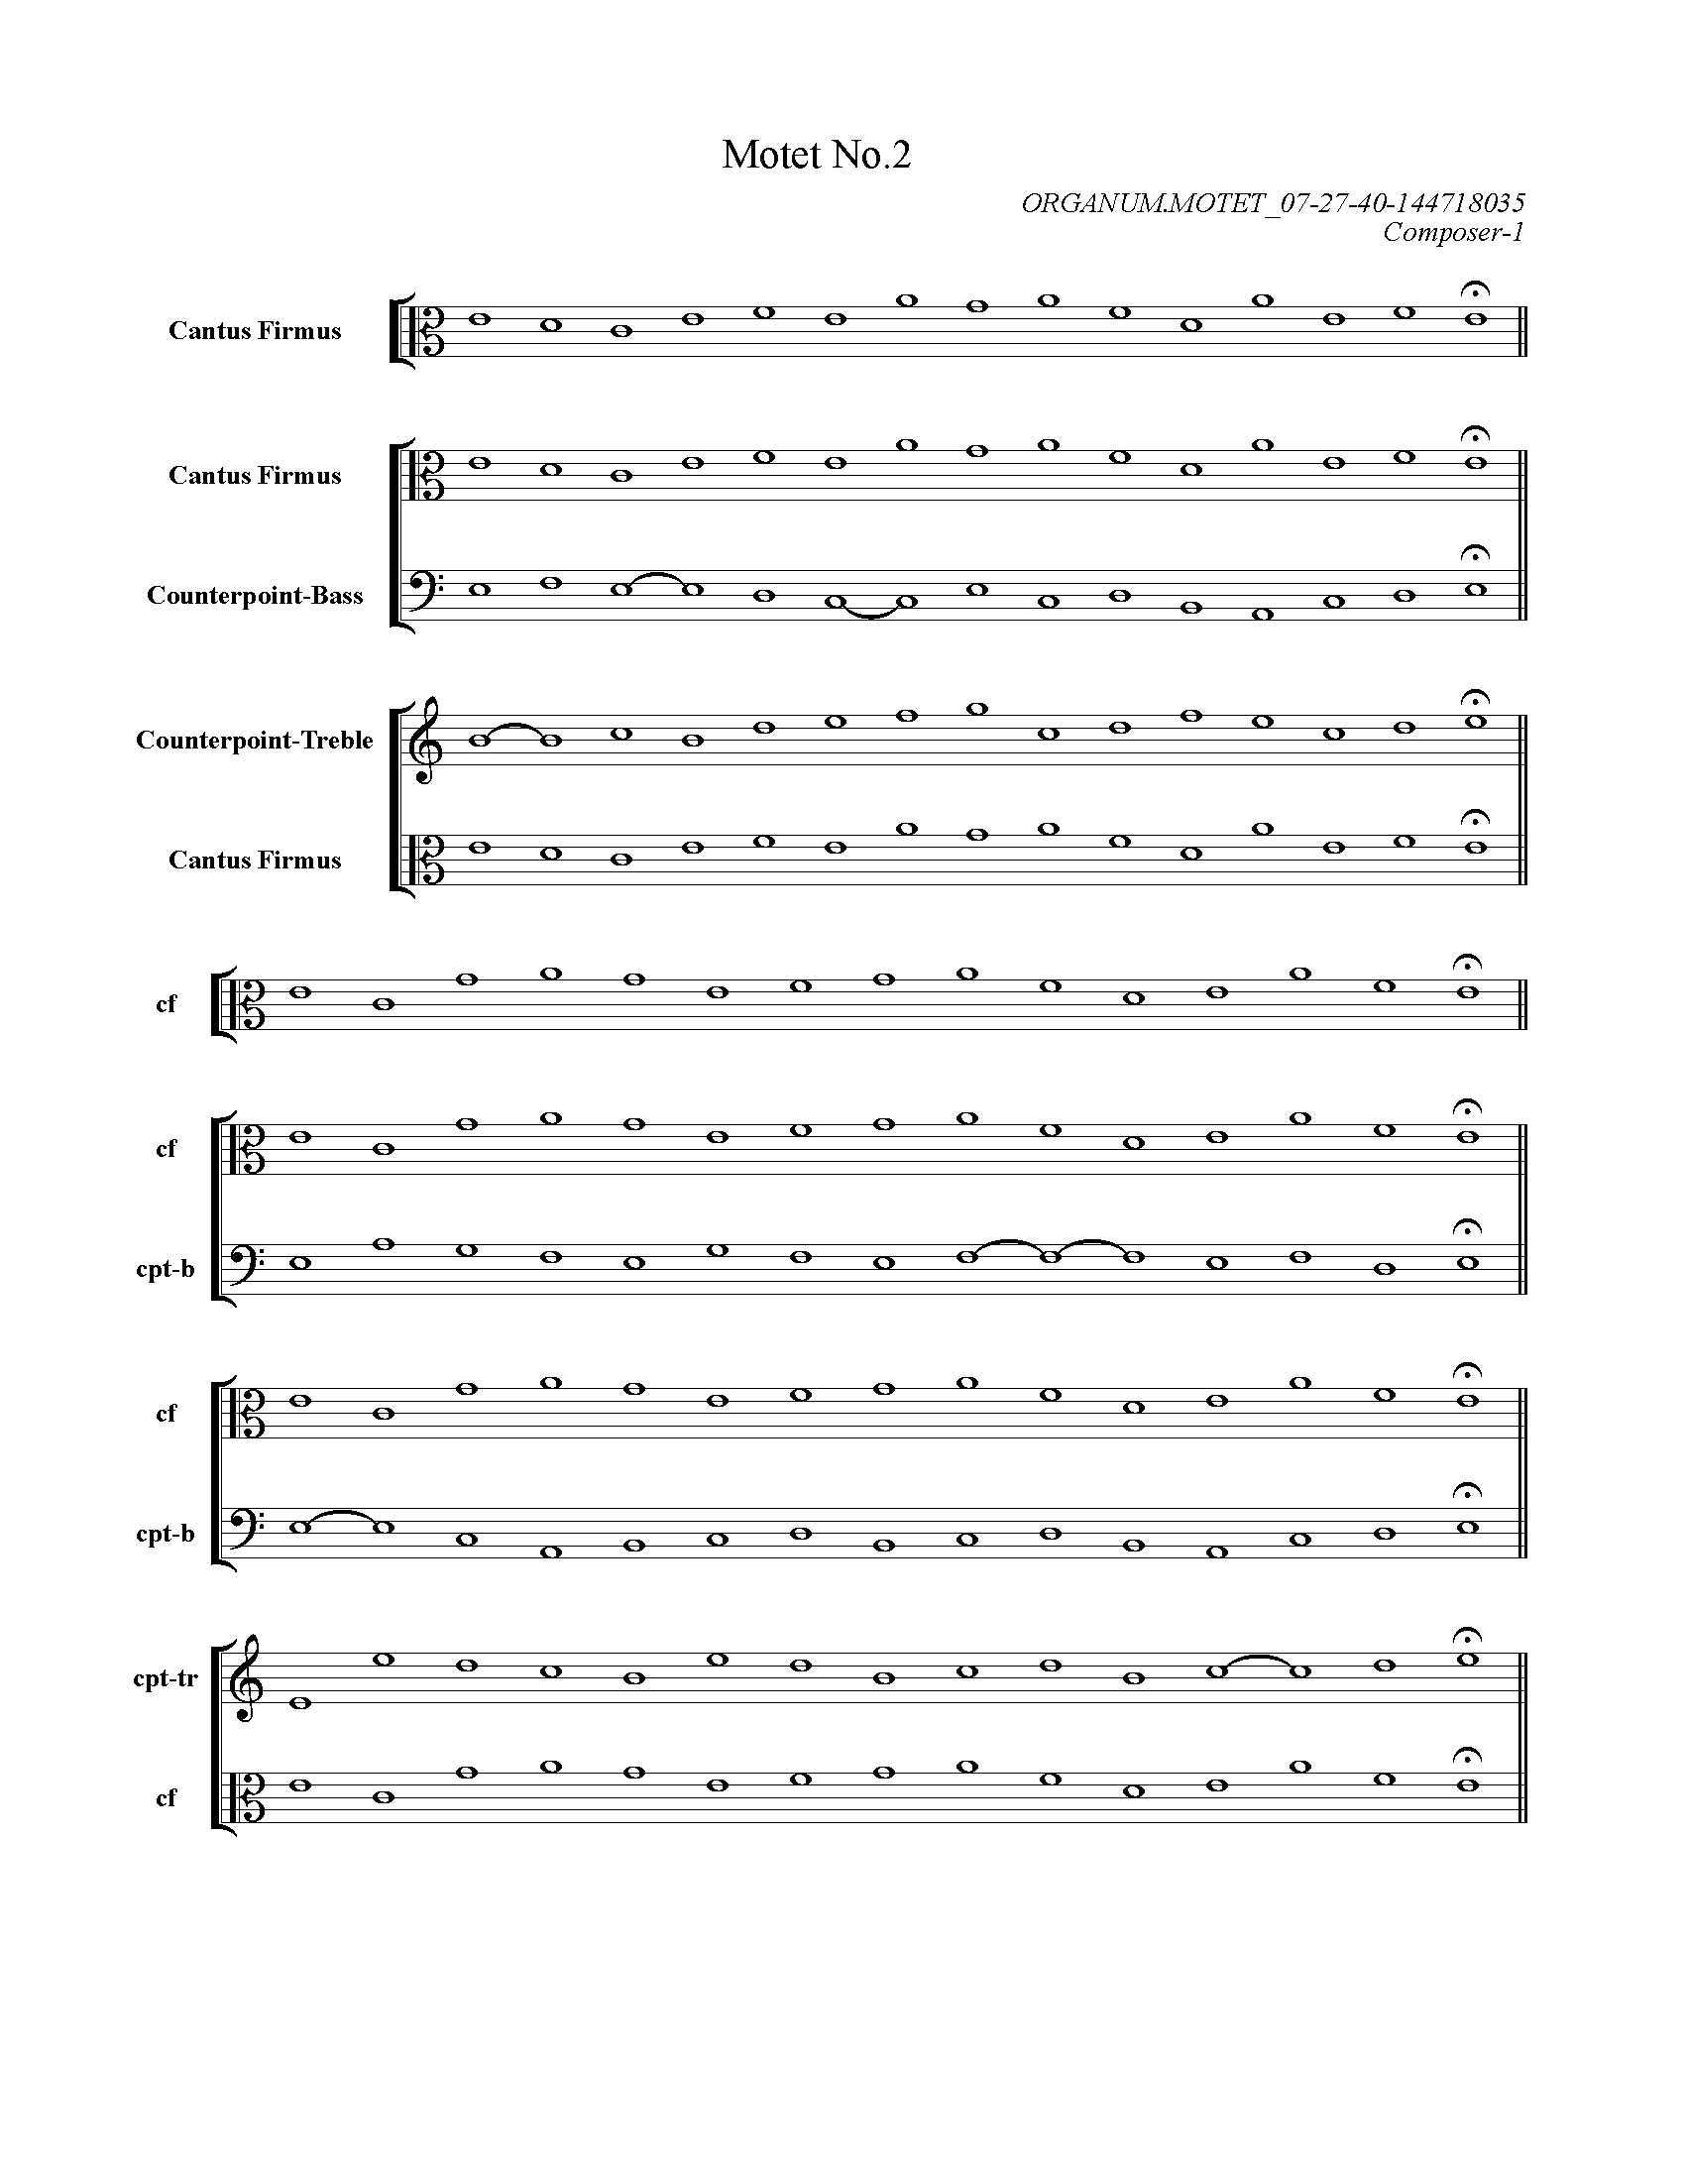 Motet No.2
ORGANUM.MOTET_07-27-40-144718035
Composer-1
Cantus Firmus
Cantus Firmus
Counterpoint-Bass
Counterpoint-Treble
Cantus Firmus
cf
cf
cpt-b
cf
cpt-b
cpt-tr
cf